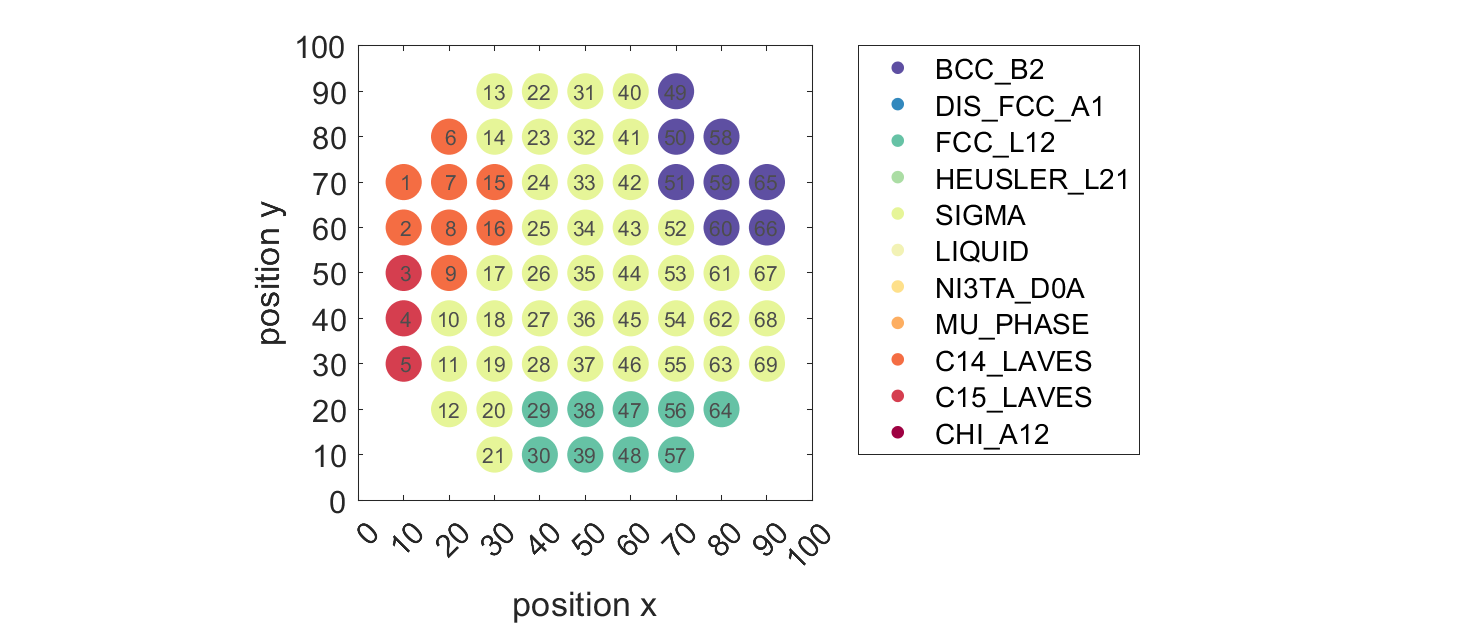 100
90
80
70
60
50
40
30
20
10
0
position y
13 22 31 40 49
6 14 23 32 41 50 58
1 7 15 24 33 42 51 59 65
2 8 16 25 34 43 52 60 66
3 9 17 26 35 44 53 61 67
4 10 18 27 36 45 54 62 68
5 11 19 28 37 46 55 63 69
12 20 29 38 47 56 64
21 30 39 48 57
0 10 20 30 40 50 60 70 80 90 100
position x
BCC_B2
DIS_FCC_A1
FCC_L12
HEUSLER_L21
SIGMA
LIQUID
NI3TA_D0A
MU_PHASE
C14_LAVES
C15_LAVES
CHI_A12